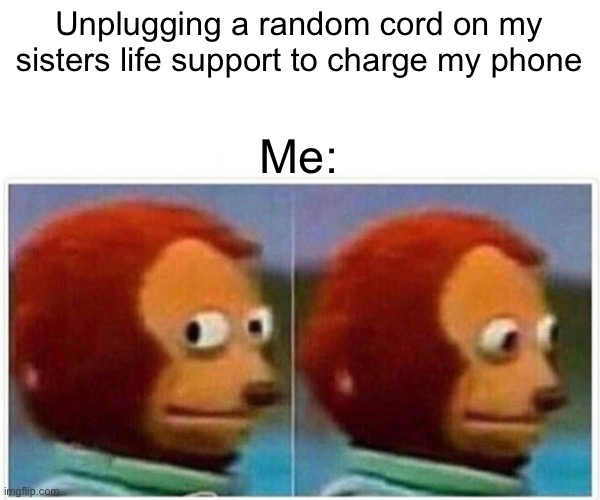 Unplugging a random cord on my
sisters life support to charge my phone
Me:
imgflip.com